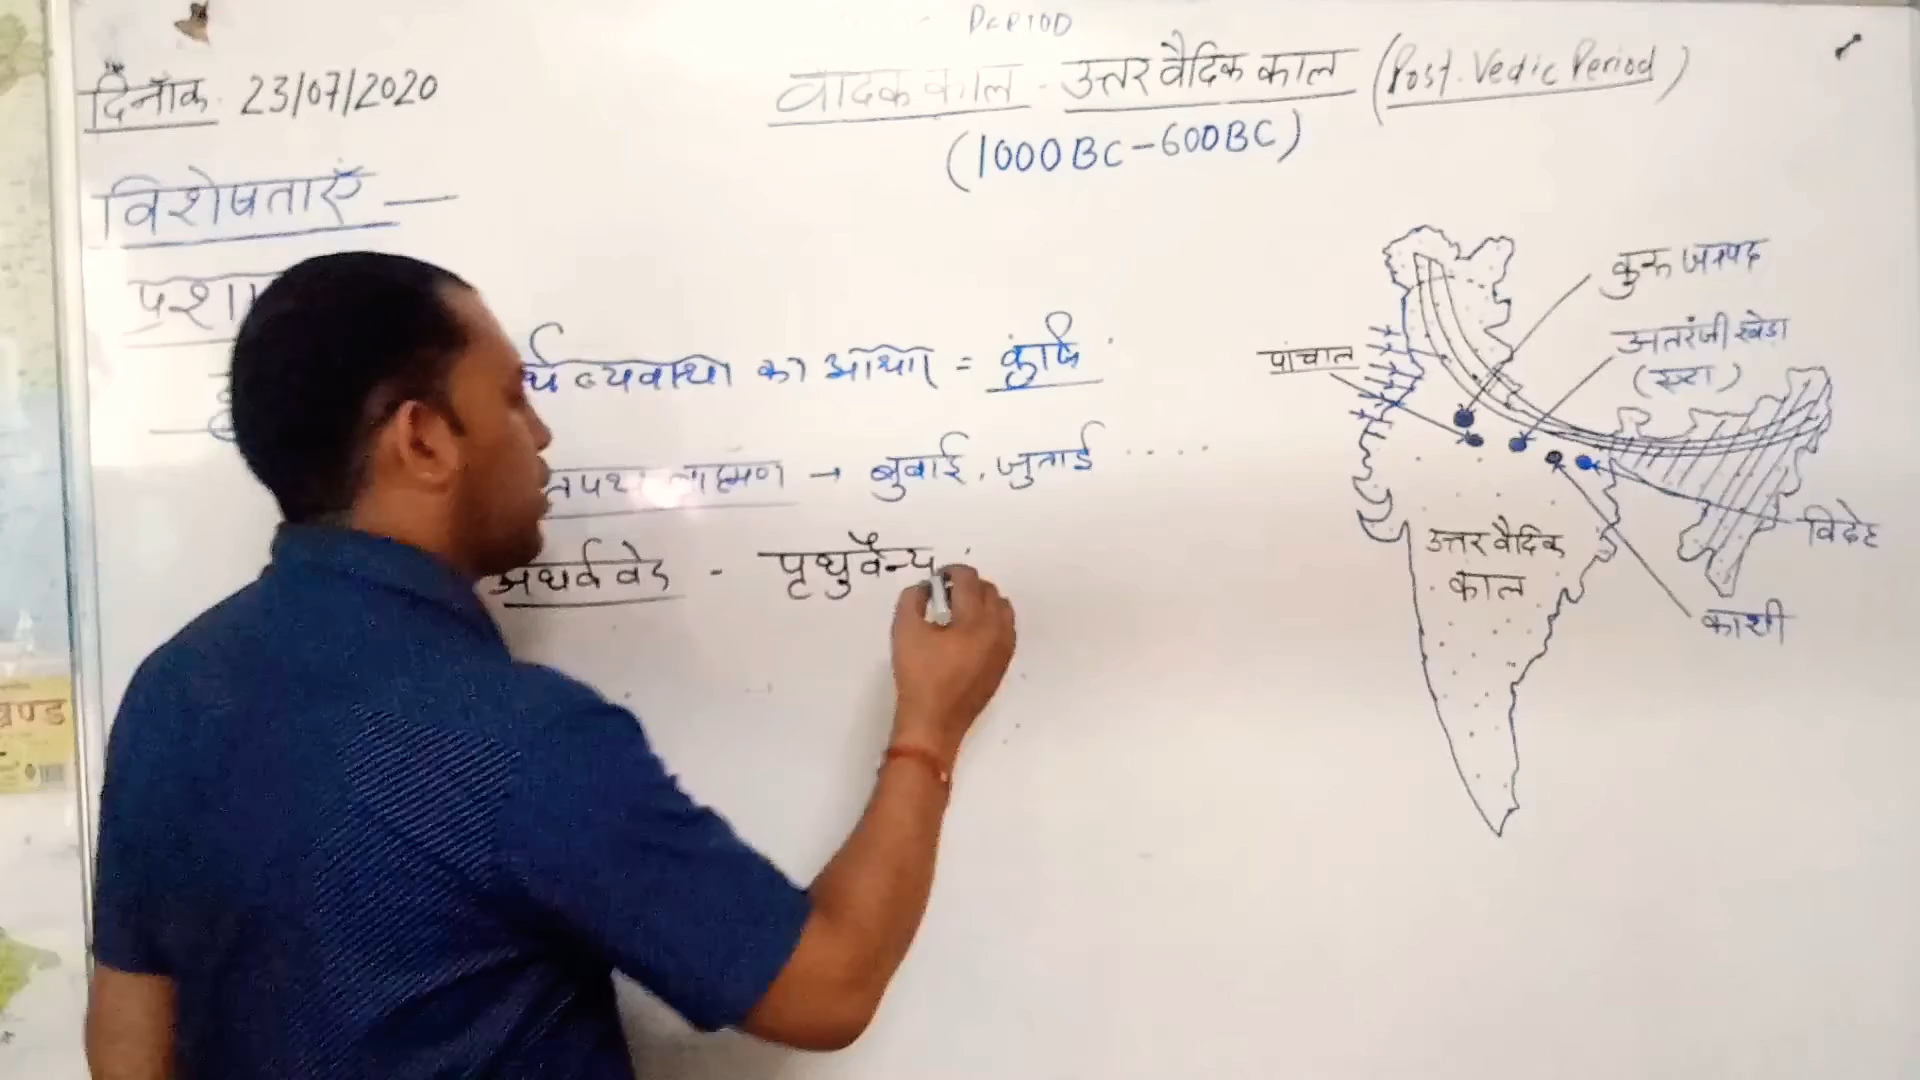 PERIOD
दिनाँक 23/07/2020
वैदिक काल - उत्तर वैदिक काल (Post. Vedic Period)
(1000BC-600BC)
विशेषताएँ —
प्रशा
व्यवस्था का आधार = कृषि
ब्राह्मण → बुवाई, जुताई ....
अथर्ववेद - पृथुवैन्य
कुरु जनपद
अतरंजीखेडा
(एटा)
पांचाल
विदेह
उत्तर वैदिक
काल
काशी
ण्ड